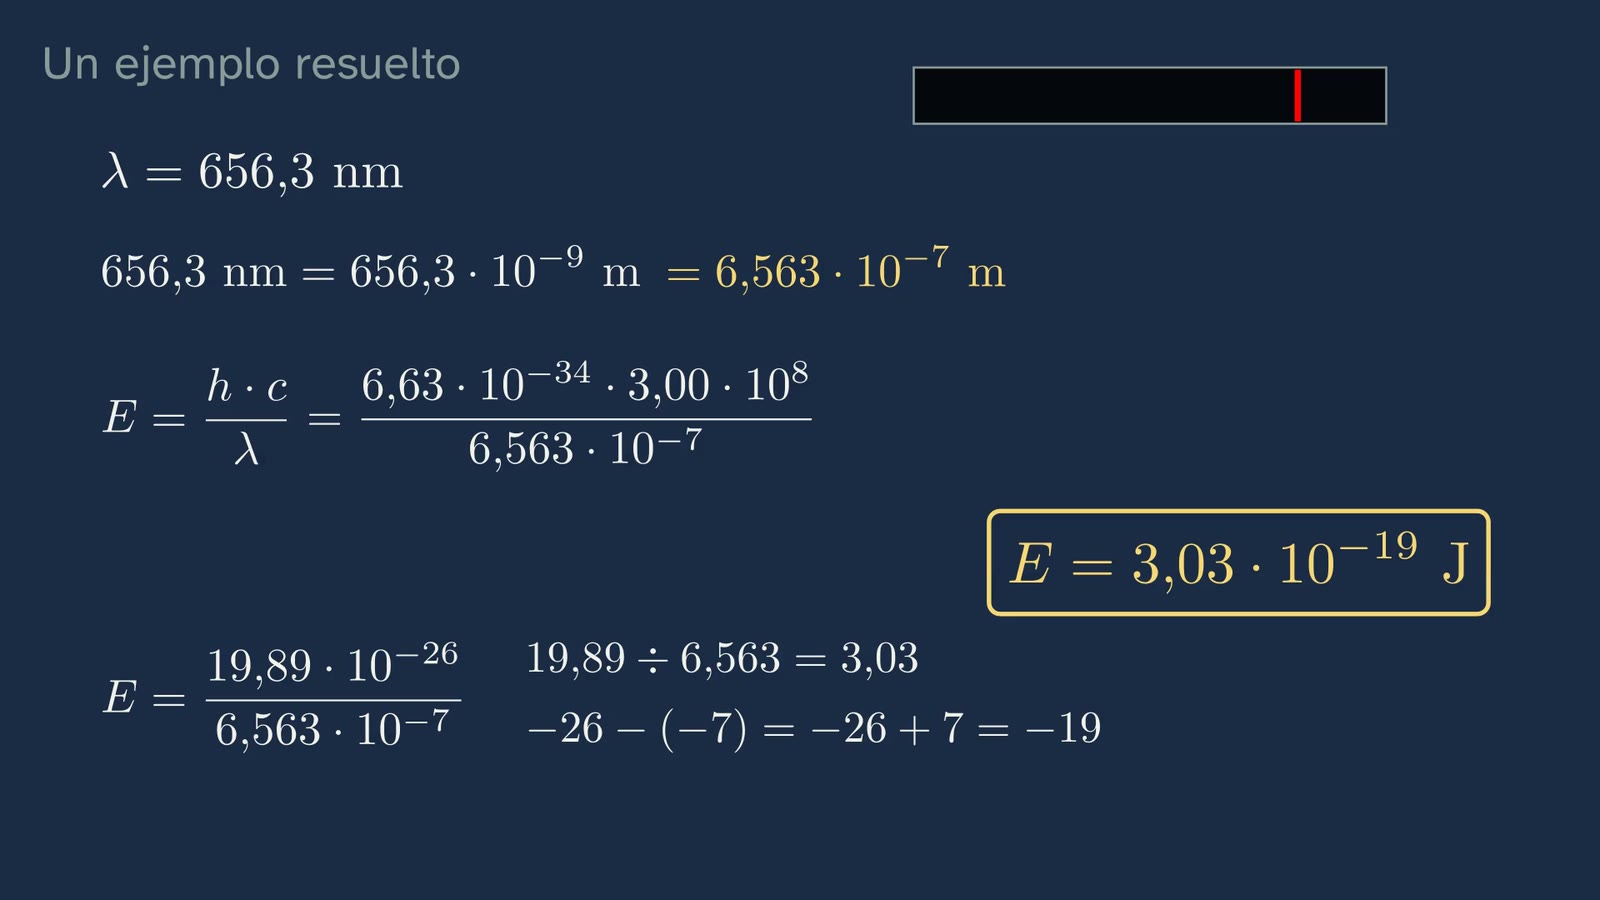 Un ejemplo resuelto
λ = 656,3 nm
656,3 nm = 656,3 · 10⁻⁹ m = 6,563 · 10⁻⁷ m
E = h · c / λ = 6,63 · 10⁻³⁴ · 3,00 · 10⁸ / 6,563 · 10⁻⁷
E = 3,03 · 10⁻¹⁹ J
E = 19,89 · 10⁻²⁶ / 6,563 · 10⁻⁷
19,89 ÷ 6,563 = 3,03
−26 − (−7) = −26 + 7 = −19